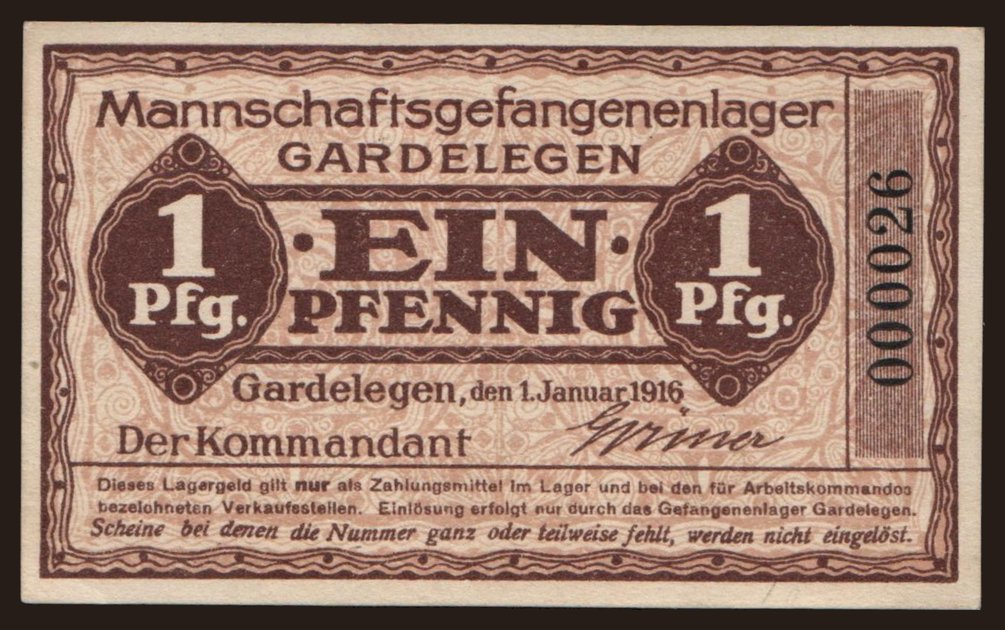 Mannschaftsgefangenenlager
GARDELEGEN
1 Pfg.
· EIN ·
PFENNIG
1 Pfg.
000026
Gardelegen, den 1. Januar 1916
Der Kommandant
Grüner
Dieses Lagergeld gilt nur als Zahlungsmittel im Lager und bei den für Arbeitskommandos
bezeichneten Verkaufsstellen. Einlösung erfolgt nur durch das Gefangenenlager Gardelegen.
Scheine bei denen die Nummer ganz oder teilweise fehlt, werden nicht eingelöst.